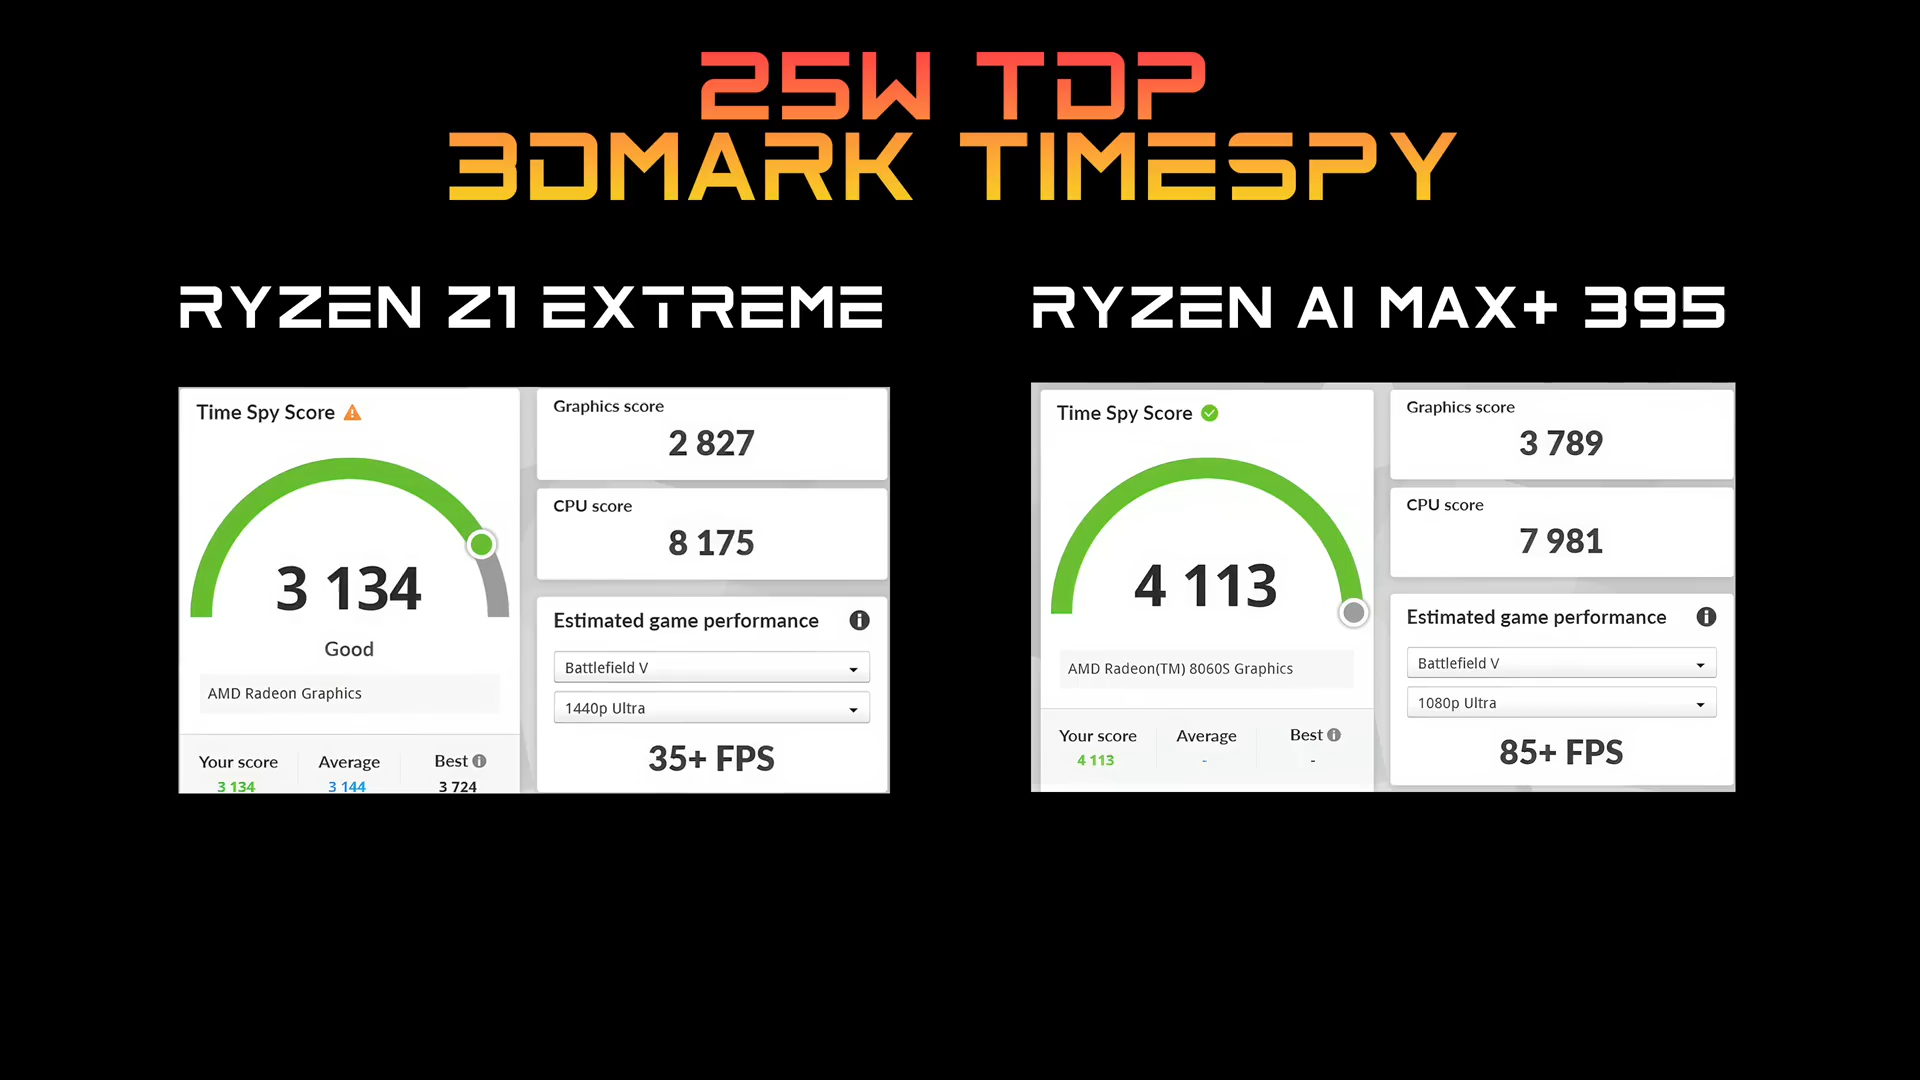 25W TDP
3DMARK TIMESPY
RYZEN Z1 EXTREME
Time Spy Score
3 134
Good
AMD Radeon Graphics
Your score Average Best
3 134 3 144 3 724
Graphics score
2 827
CPU score
8 175
Estimated game performance
Battlefield V
1440p Ultra
35+ FPS
RYZEN AI MAX+ 395
Time Spy Score
4 113
AMD Radeon(TM) 8060S Graphics
Your score Average Best
4 113 - -
Graphics score
3 789
CPU score
7 981
Estimated game performance
Battlefield V
1080p Ultra
85+ FPS